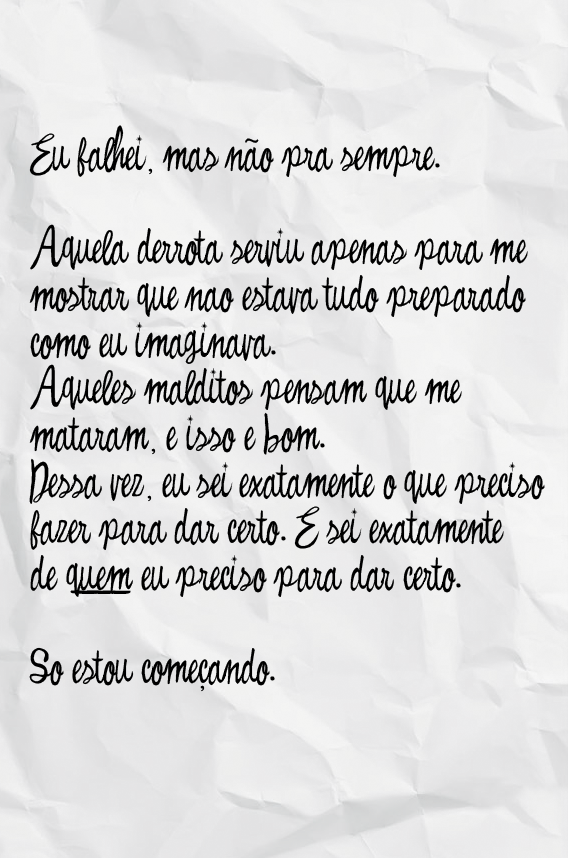 Eu falhei, mas não pra sempre.
Aquela derrota serviu apenas para me
mostrar que nao estava tudo preparado
como eu imaginava.
Aqueles malditos pensam que me
mataram, e isso e bom.
Dessa vez, eu sei exatamente o que preciso
fazer para dar certo. E sei exatamente
de quem eu preciso para dar certo.
So estou começando.